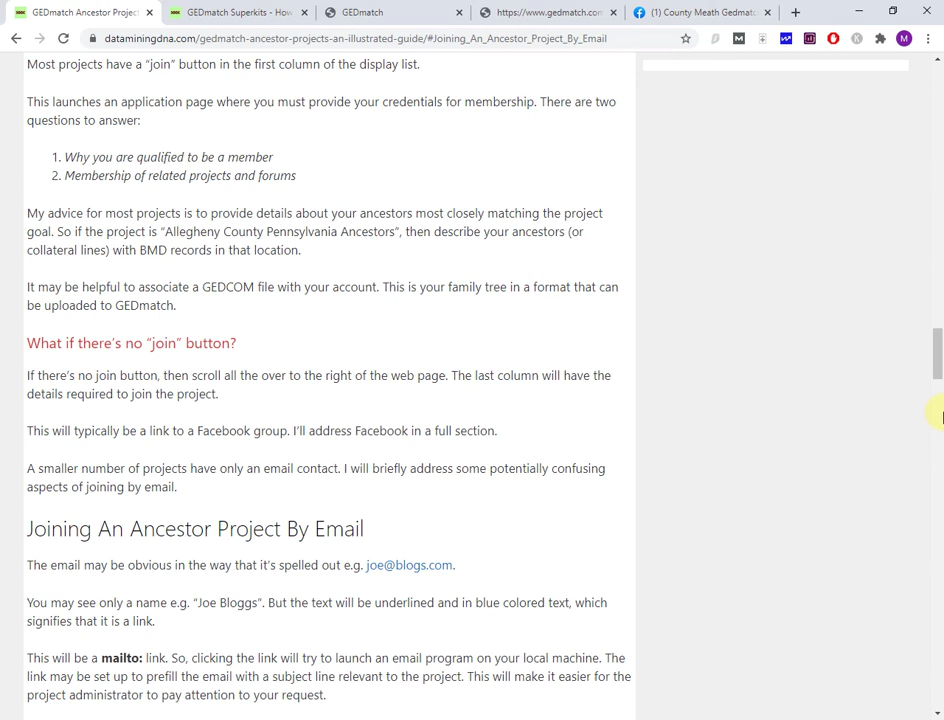 GEDmatch Ancestor Projec
GEDmatch Superkits - How
GEDmatch
https://www.gedmatch.com
(1) County Meath Gedmatc
datadiningdna.com/gedmatch-ancestor-projects-an-illustrated-guide/#Joining_An_Ancestor_Project_By_Email
Most projects have a “join” button in the first column of the display list.
This launches an application page where you must provide your credentials for membership. There are two
questions to answer:
1. Why you are qualified to be a member
2. Membership of related projects and forums
My advice for most projects is to provide details about your ancestors most closely matching the project
goal. So if the project is “Allegheny County Pennsylvania Ancestors”, then describe your ancestors (or
collateral lines) with BMD records in that location.
It may be helpful to associate a GEDCOM file with your account. This is your family tree in a format that can
be uploaded to GEDmatch.
What if there’s no “join” button?
If there’s no join button, then scroll all the over to the right of the web page. The last column will have the
details required to join the project.
This will typically be a link to a Facebook group. I’ll address Facebook in a full section.
A smaller number of projects have only an email contact. I will briefly address some potentially confusing
aspects of joining by email.
Joining An Ancestor Project By Email
The email may be obvious in the way that it’s spelled out e.g. joe@blogs.com.
You may see only a name e.g. “Joe Bloggs”. But the text will be underlined and in blue colored text, which
signifies that it is a link.
This will be a mailto: link. So, clicking the link will try to launch an email program on your local machine. The
link may be set up to prefill the email with a subject line relevant to the project. This will make it easier for the
project administrator to pay attention to your request.